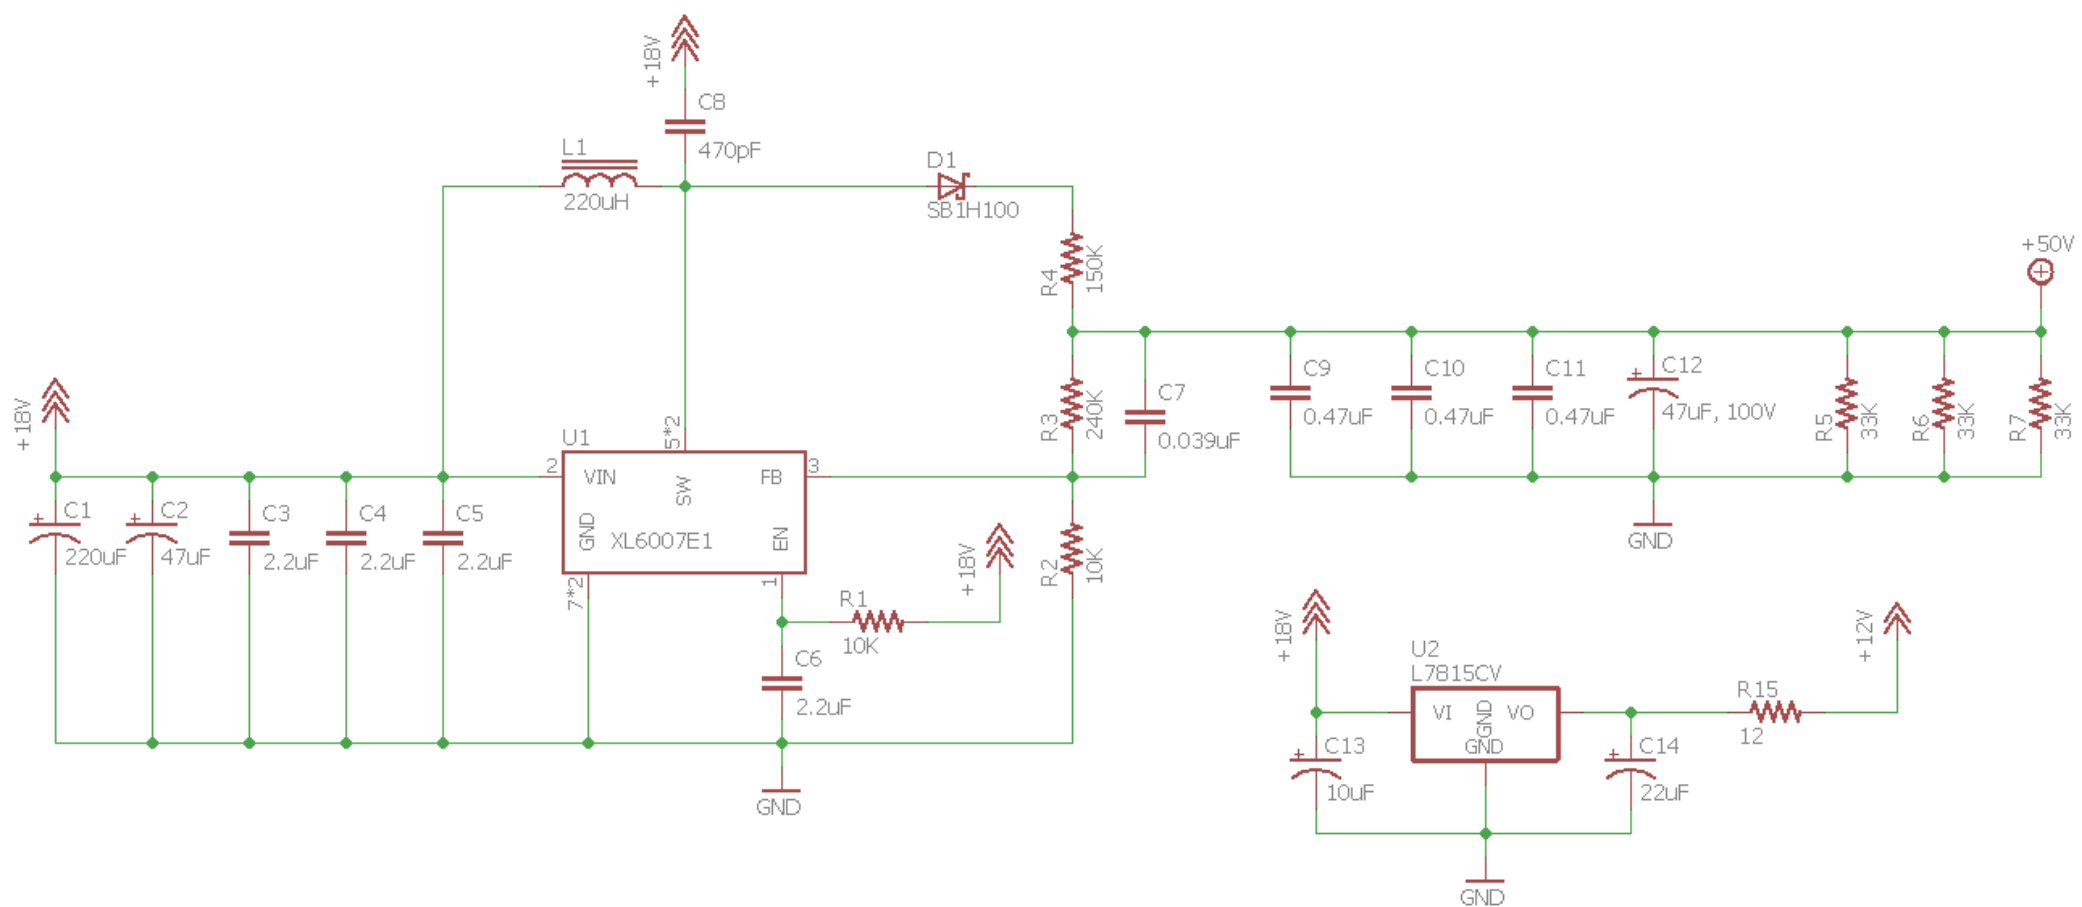 +18V
C8
470pF
L1
220uH
D1
SB1H100
R4
150K
+50V
R3
240K
C7
0.039uF
C9
0.47uF
C10
0.47uF
C11
0.47uF
+
C12
47uF, 100V
R5
33K
R6
33K
R7
33K
GND
+18V
+
C1
220uF
+
C2
47uF
C3
2.2uF
C4
2.2uF
C5
2.2uF
U1
2
VIN
5*2
SW
FB
3
GND
XL6007E1
EN
7*2
1
R1
10K
+18V
R2
10K
C6
2.2uF
GND
+18V
U2
L7815CV
VI
GND
VO
GND
+
C13
10uF
+
C14
22uF
R15
12
+12V
GND